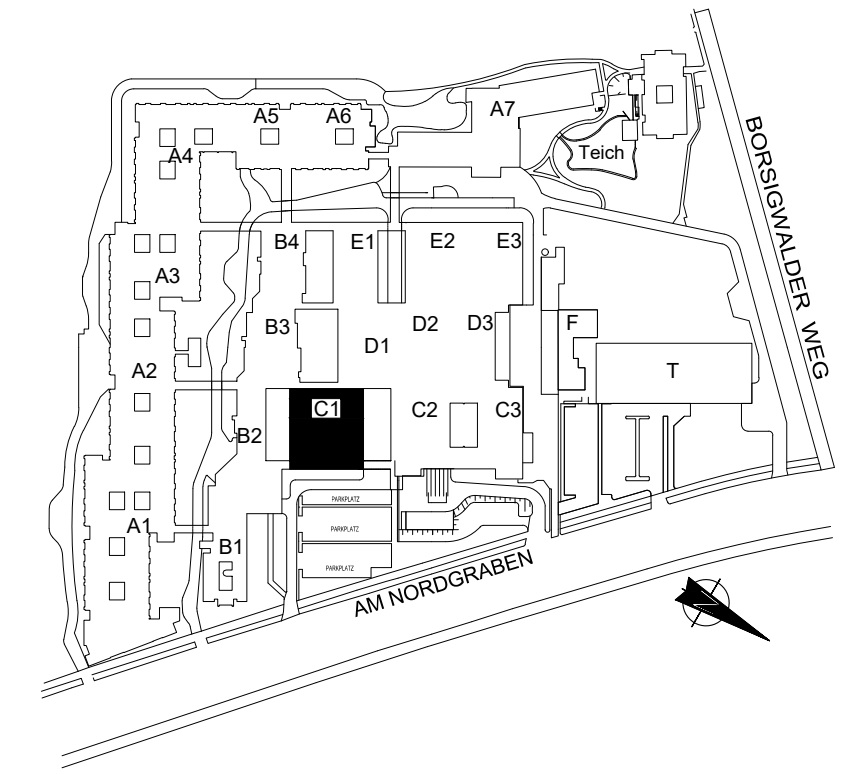 A5 A6
A7
A4
Teich
BORSIGWALDER WEG
B4 E1 E2 E3
A3
B3 D1 D2 D3 F
A2 T
C1 C2 C3
B2
PARKPLATZ
A1
PARKPLATZ
B1
PARKPLATZ
AM NORDGRABEN
N